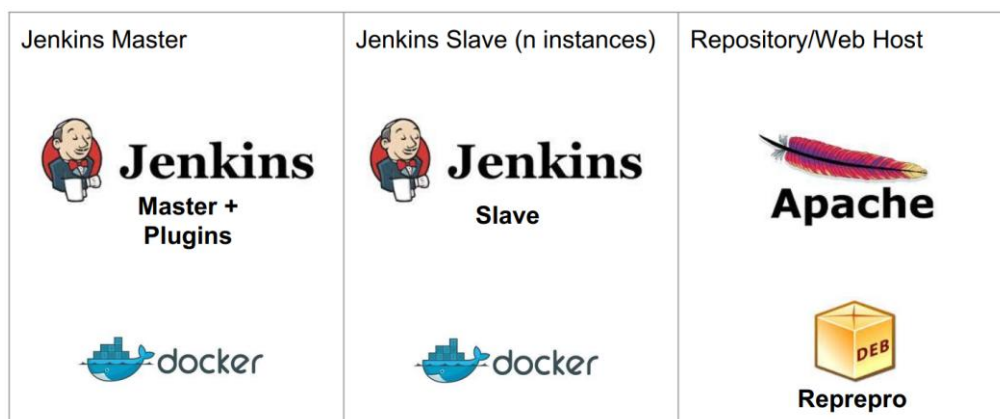 Jenkins Master
Jenkins
Master +
Plugins
docker
Jenkins Slave (n instances)
Jenkins
Slave
docker
Repository/Web Host
Apache
DEB
Reprepro